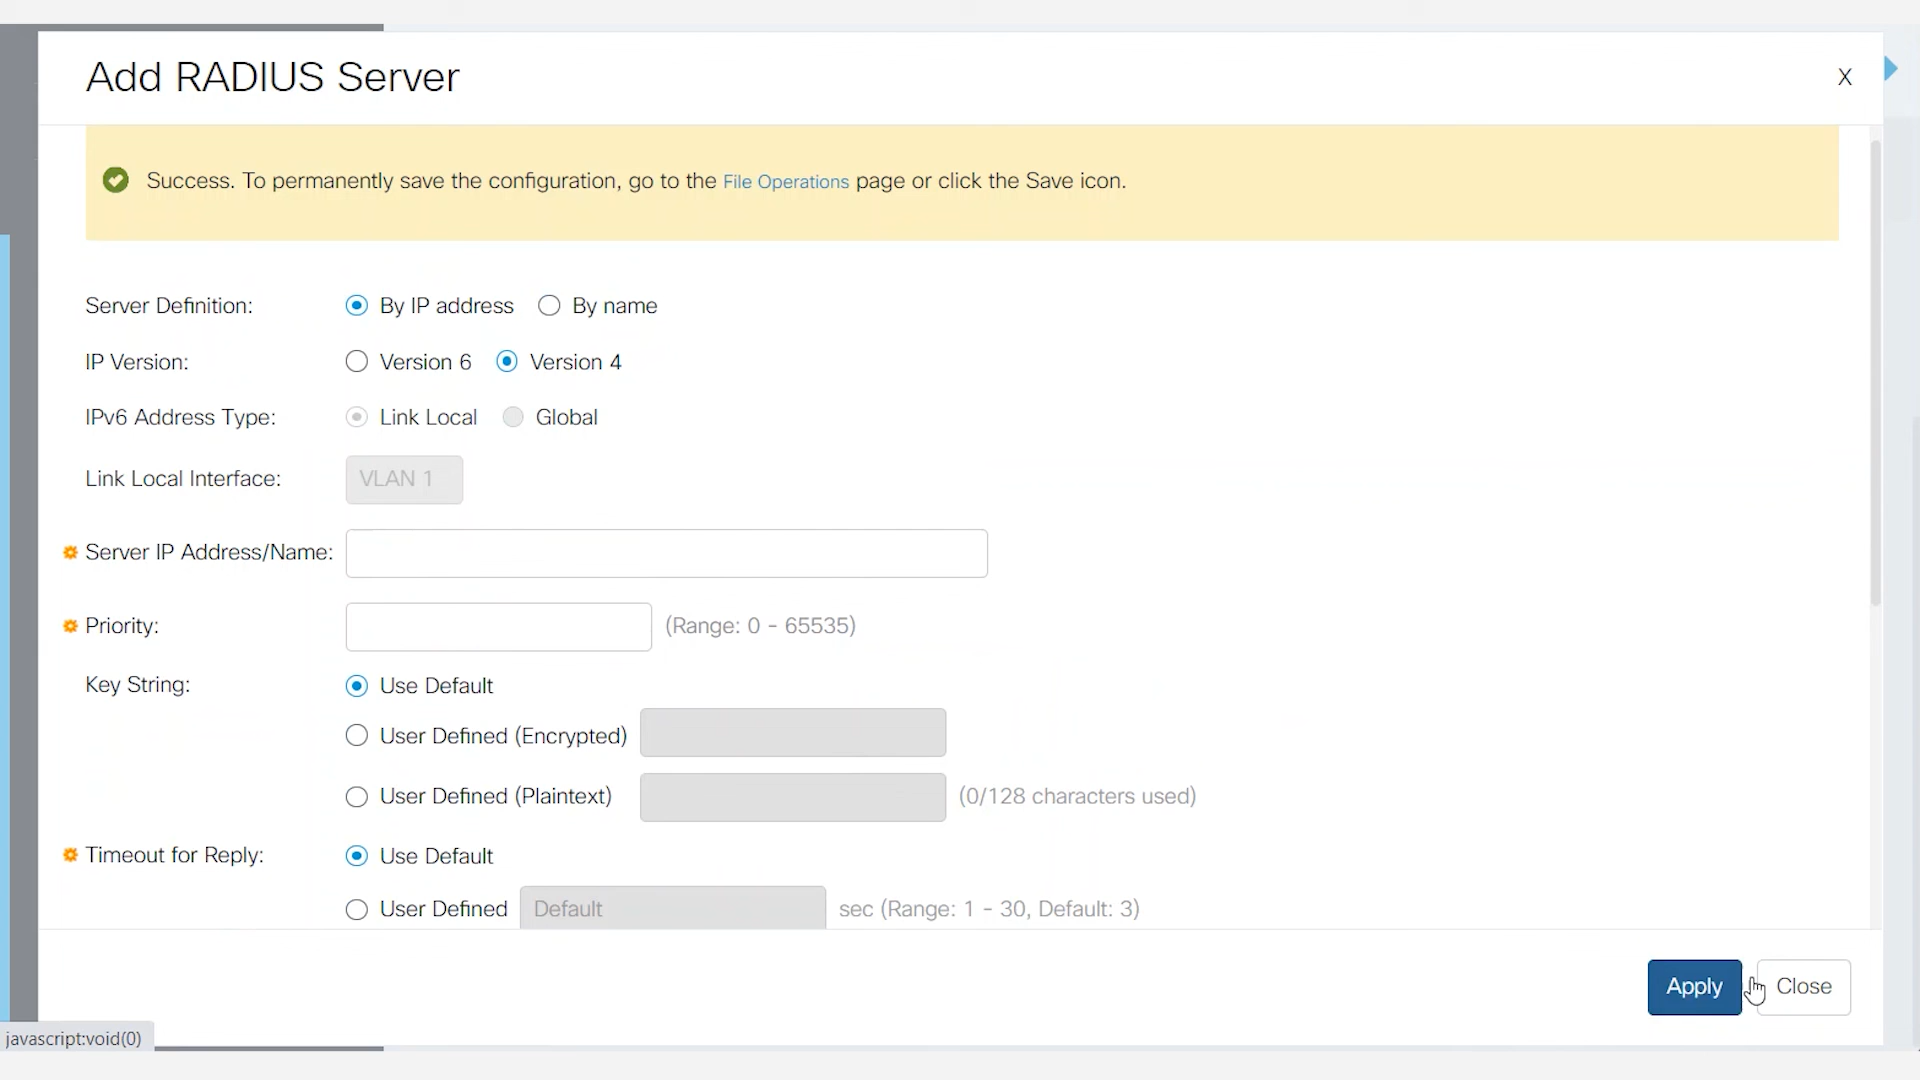 Add RADIUS Server
X
Success. To permanently save the configuration, go to the File Operations page or click the Save icon.
Server Definition: By IP address By name
IP Version: Version 6 Version 4
IPv6 Address Type: Link Local Global
Link Local Interface: VLAN 1
Server IP Address/Name:
Priority: (Range: 0 - 65535)
Key String: Use Default
User Defined (Encrypted)
User Defined (Plaintext) (0/128 characters used)
Timeout for Reply: Use Default
User Defined Default sec (Range: 1 - 30, Default: 3)
Apply Close
javascript:void(0)